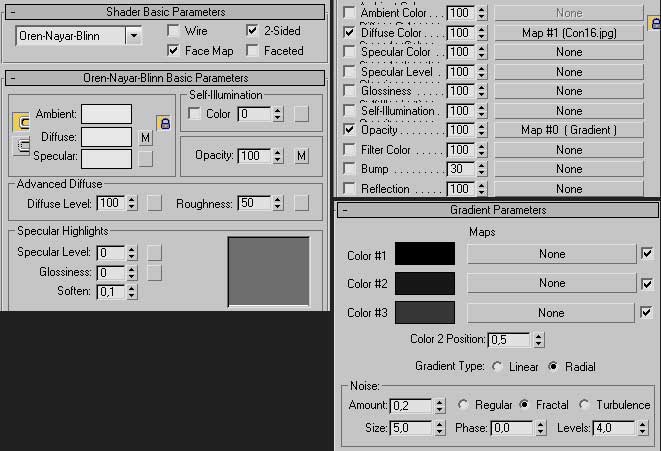 - Shader Basic Parameters
Oren-Nayar-Blinn
Wire
2-Sided
Face Map
Faceted
- Oren-Nayar-Blinn Basic Parameters
Ambient:
Diffuse: M
Specular:
Self-Illumination
Color 0
Opacity: 100 M
Advanced Diffuse
Diffuse Level: 100
Roughness: 50
Specular Highlights
Specular Level: 0
Glossiness: 0
Soften: 0,1
Ambient Color . . . 100 None
Diffuse Color . . . . 100 Map #1 (Con16.jpg)
Specular Color . . 100 None
Specular Level . . 100 None
Glossiness . . . . . 100 None
Self-Illumination . . 100 None
Opacity . . . . . . . . 100 Map #0 ( Gradient )
Filter Color . . . . . 100 None
Bump . . . . . . . . . 30 None
Reflection . . . . . . 100 None
- Gradient Parameters
Maps
Color #1 None
Color #2 None
Color #3 None
Color 2 Position: 0,5
Gradient Type: Linear Radial
Noise:
Amount: 0,2 Regular Fractal Turbulence
Size: 5,0 Phase: 0,0 Levels: 4,0